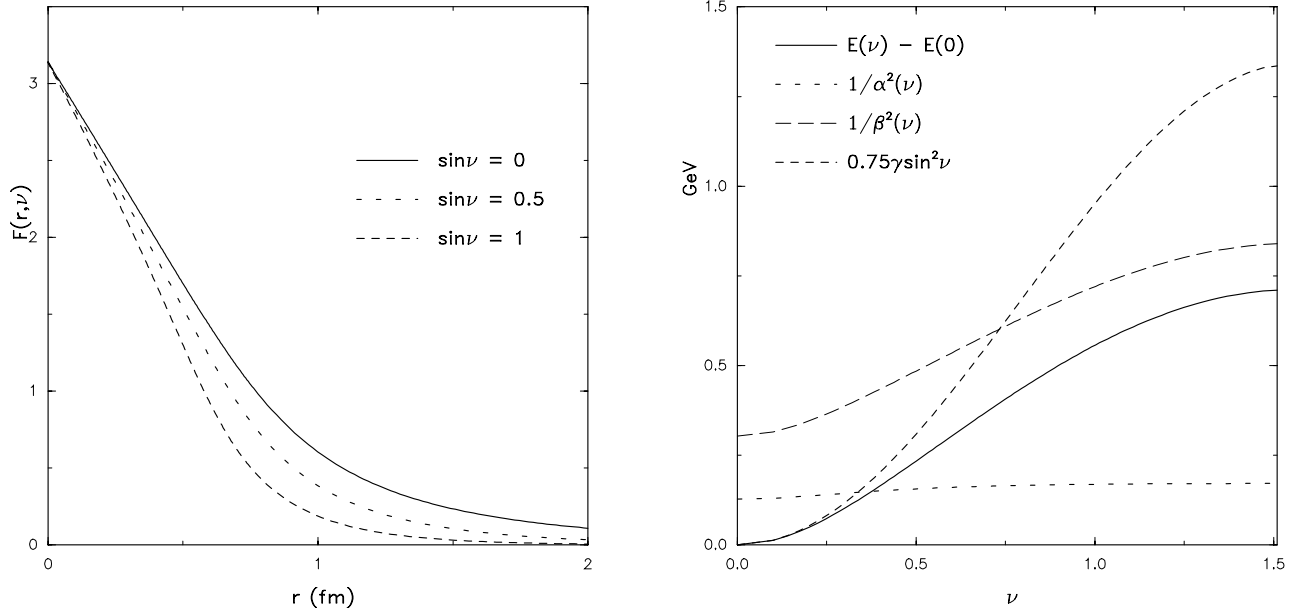 3
2
1
0
F(r,ν)
sinν = 0
sinν = 0.5
sinν = 1
0
1
2
r (fm)
1.5
1.0
0.5
0.0
GeV
E(ν) − E(0)
1/α²(ν)
1/β²(ν)
0.75γsin²ν
0.0
0.5
1.0
1.5
ν